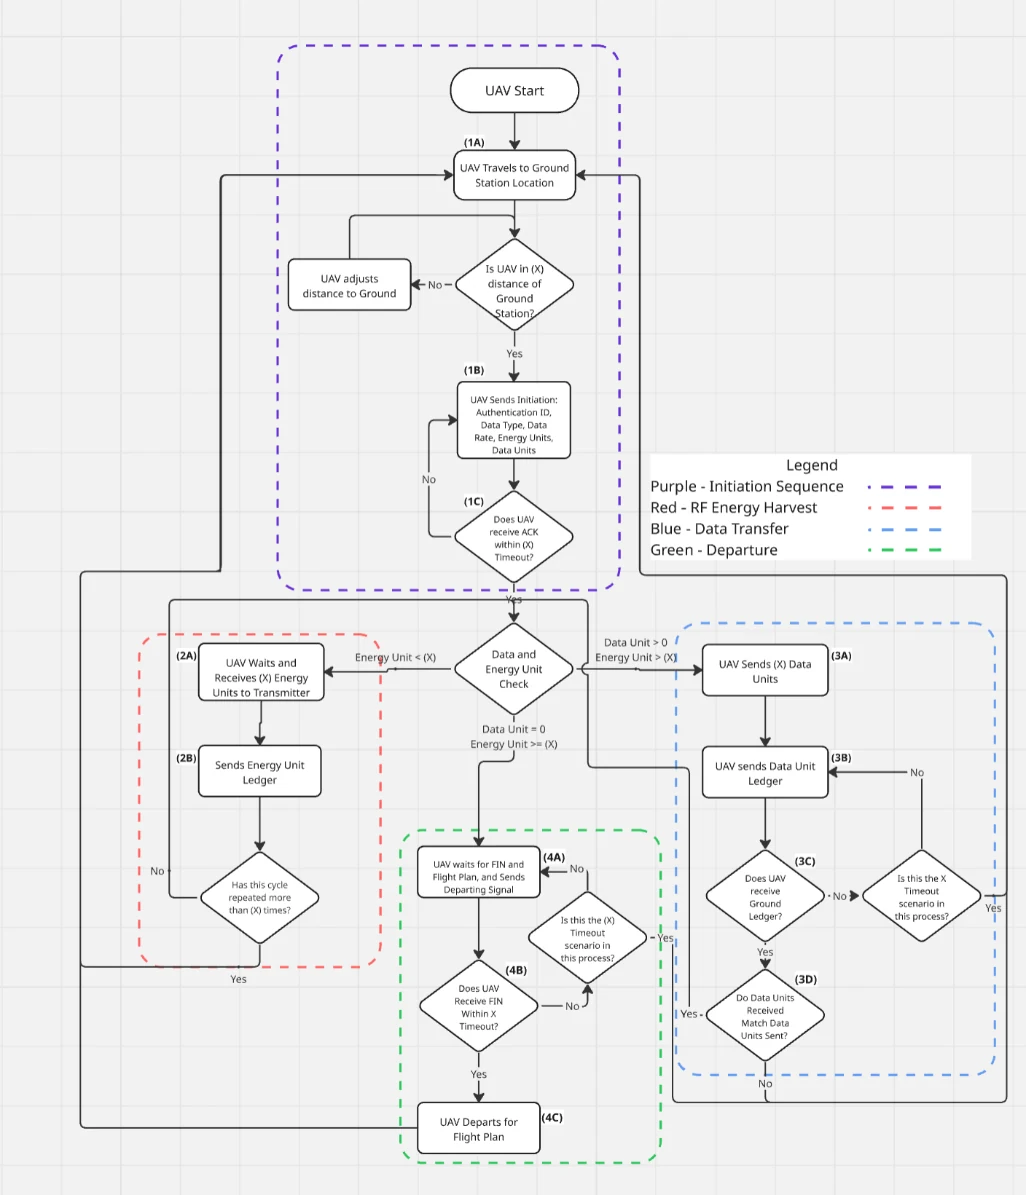 UAV Start
(1A)
UAV Travels to Ground
Station Location
Is UAV in (X)
distance of
Ground
Station?
No
UAV adjusts
distance to Ground
Yes
(1B)
UAV Sends Initiation:
Authentication ID,
Data Type, Data
Rate, Energy Units,
Data Units
No
(1C)
Does UAV
receive ACK
within (X)
Timeout?
Yes
Legend
Purple - Initiation Sequence
Red - RF Energy Harvest
Blue - Data Transfer
Green - Departure
Data and
Energy Unit
Check
Energy Unit < (X)
Data Unit > 0
Energy Unit > (X)
Data Unit = 0
Energy Unit >= (X)
(2A)
UAV Waits and
Receives (X) Energy
Units to Transmitter
(2B)
Sends Energy Unit
Ledger
Has this cycle
repeated more
than (X) times?
No
Yes
(3A)
UAV Sends (X) Data
Units
(3B)
UAV sends Data Unit
Ledger
No
(3C)
Does UAV
receive
Ground
Ledger?
No
Is this the X
Timeout
scenario in
this process?
Yes
Yes
(3D)
Do Data Units
Received
Match Data
Units Sent?
Yes
No
(4A)
UAV waits for FIN and
Flight Plan, and Sends
Departing Signal
No
Is this the (X)
Timeout
scenario in
this process?
Yes
(4B)
Does UAV
Receive FIN
Within X
Timeout?
No
Yes
(4C)
UAV Departs for
Flight Plan